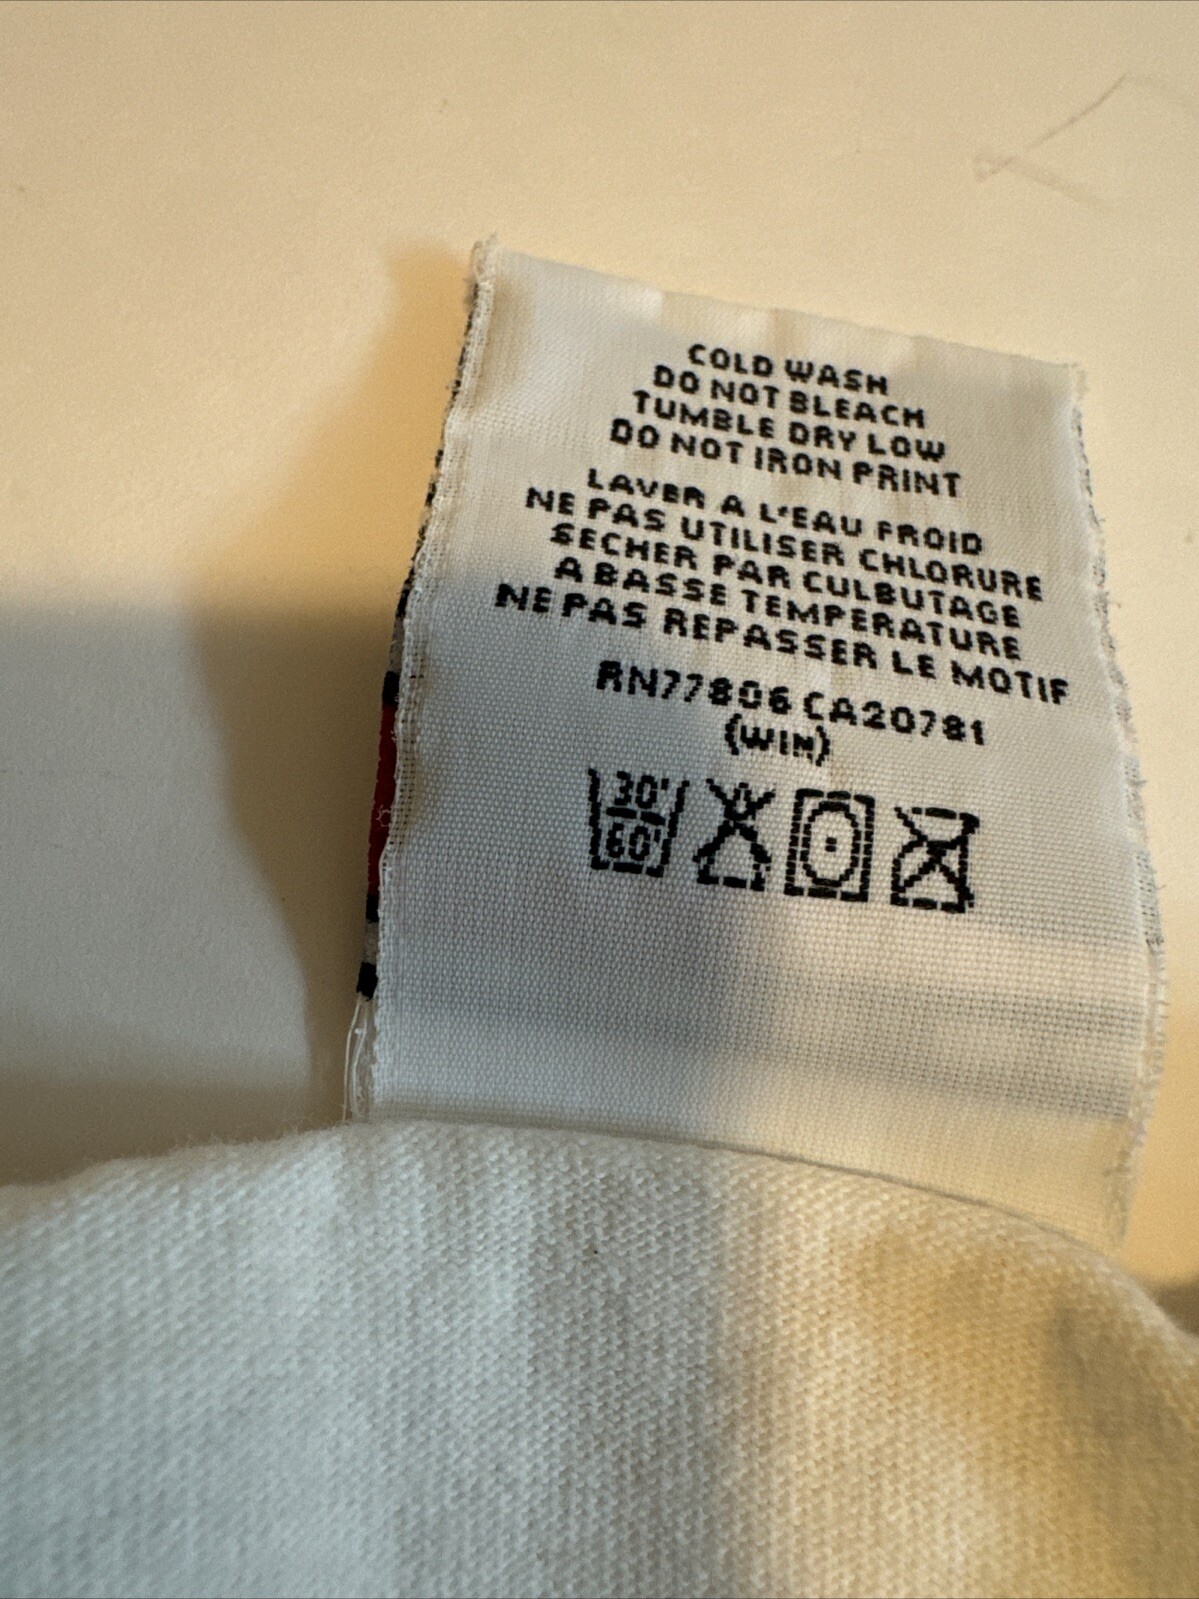 COLD WASH
DO NOT BLEACH
TUMBLE DRY LOW
DO NOT IRON PRINT
LAVER A L'EAU FROID
NE PAS UTILISER CHLORURE
SECHER PAR CULBUTAGE
A BASSE TEMPERATURE
NE PAS REPASSER LE MOTIF
RN77806 CA20781
(WIN)
30'
60'